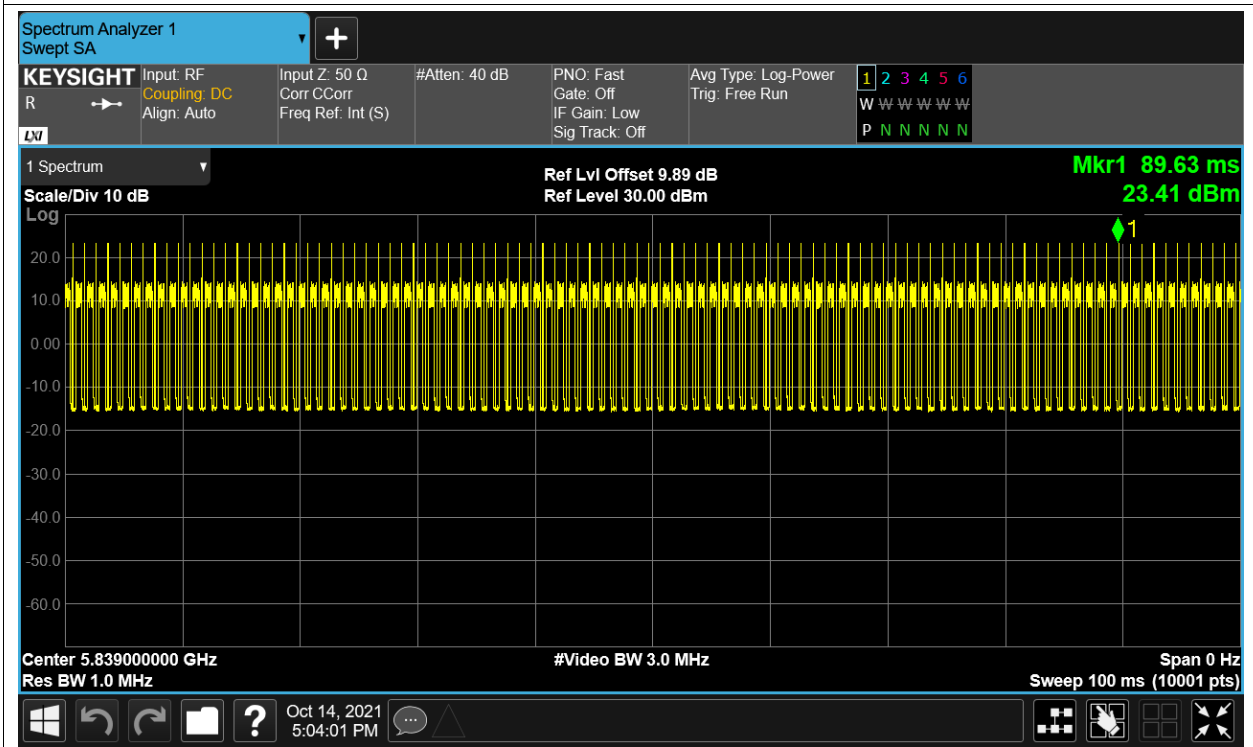 Spectrum Analyzer 1
Swept SA
KEYSIGHT
R
LXI
Input: RF
Coupling: DC
Align: Auto
Input Z: 50 Ω
Corr CCorr
Freq Ref: Int (S)
#Atten: 40 dB
PNO: Fast
Gate: Off
IF Gain: Low
Sig Track: Off
Avg Type: Log-Power
Trig: Free Run
1 2 3 4 5 6
W W W W W W
P N N N N N
1 Spectrum
Scale/Div 10 dB
Log
Ref Lvl Offset 9.89 dB
Ref Level 30.00 dBm
Mkr1 89.63 ms
23.41 dBm
1
20.0
10.0
0.00
-10.0
-20.0
-30.0
-40.0
-50.0
-60.0
Center 5.839000000 GHz
#Video BW 3.0 MHz
Span 0 Hz
Res BW 1.0 MHz
Sweep 100 ms (10001 pts)
?
Oct 14, 2021
5:04:01 PM